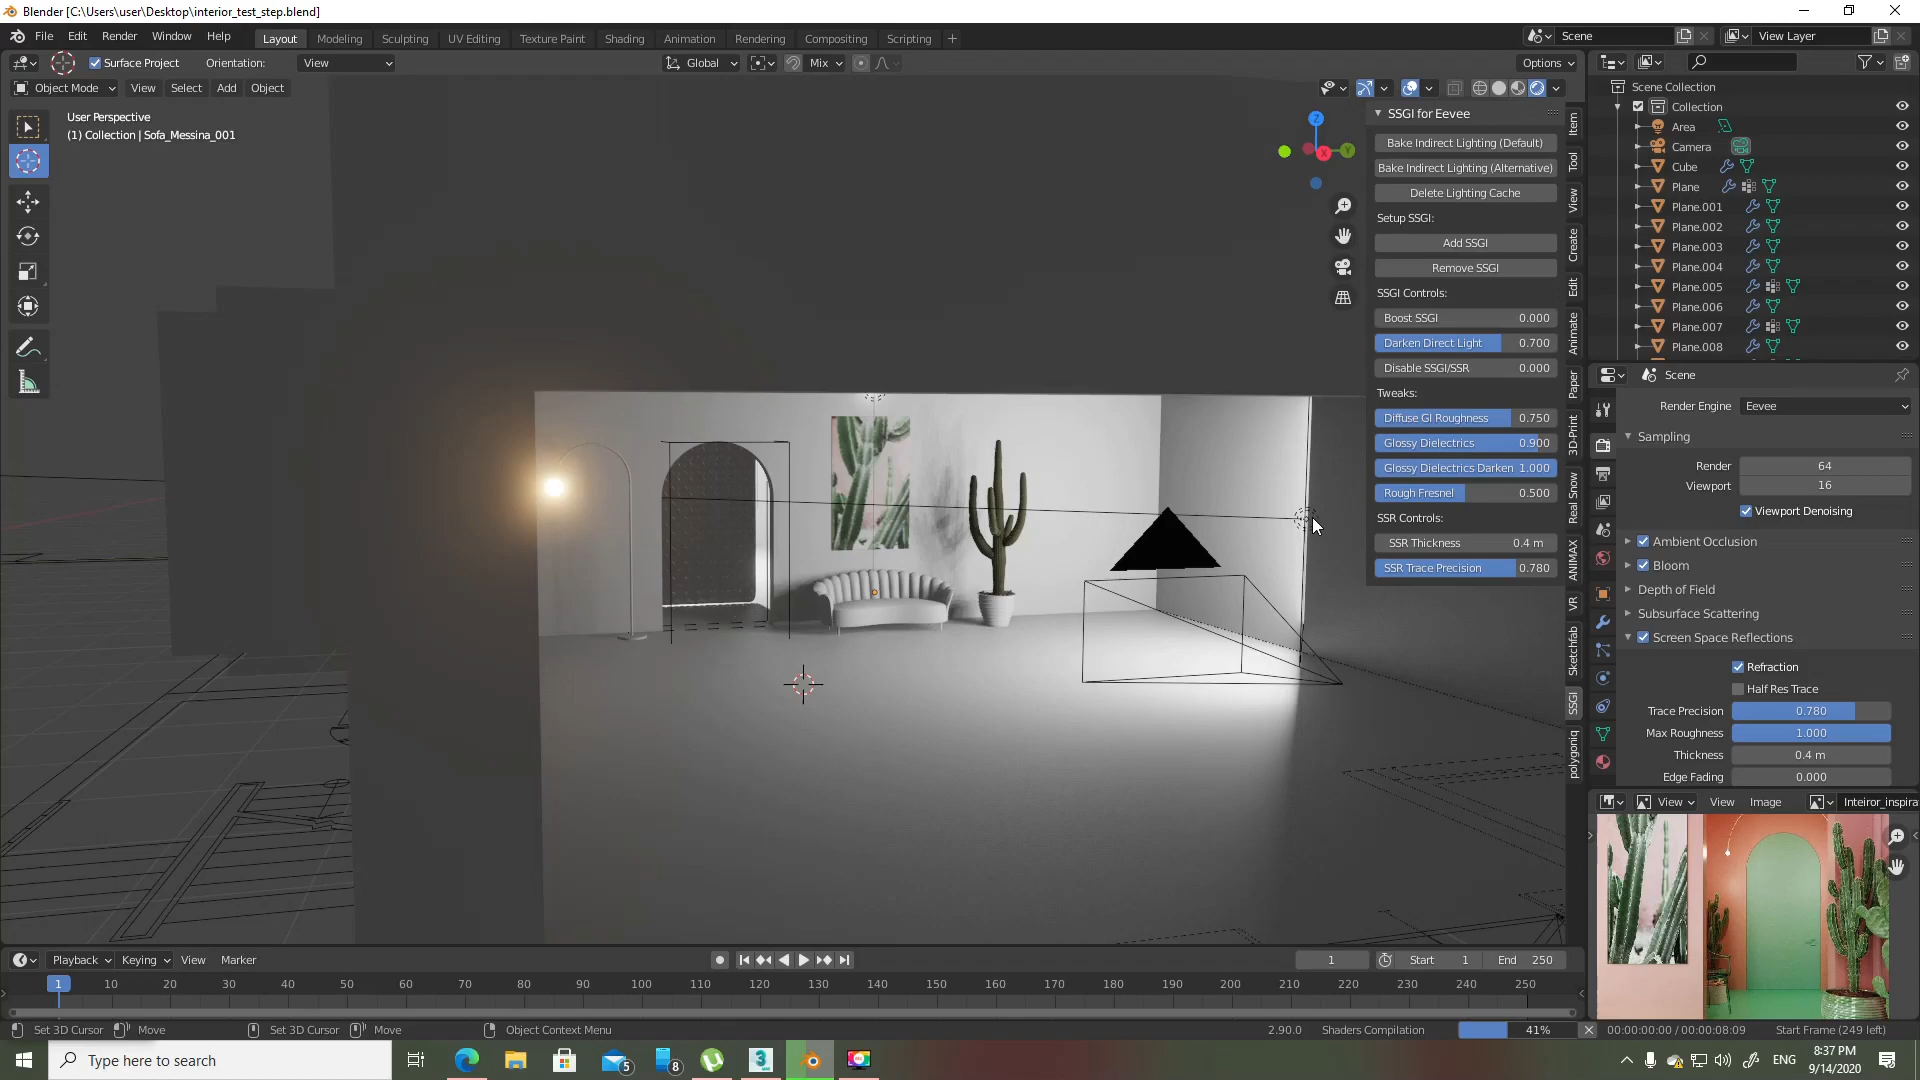 Blender [C:\Users\user\Desktop\interior_test_step.blend]
File Edit Render Window Help
Layout Modeling Sculpting UV Editing Texture Paint Shading Animation Rendering Compositing Scripting +
Scene
View Layer
Surface Project Orientation: View
Global
Mix
Options
Object Mode View Select Add Object
User Perspective
(1) Collection | Sofa_Messina_001
Z
X
Y
SSGI for Eevee
Bake Indirect Lighting (Default)
Bake Indirect Lighting (Alternative)
Delete Lighting Cache
Setup SSGI:
Add SSGI
Remove SSGI
SSGI Controls:
Boost SSGI 0.000
Darken Direct Light 0.700
Disable SSGI/SSR 0.000
Tweaks:
Diffuse GI Roughness 0.750
Glossy Dielectrics 0.900
Glossy Dielectrics Darken 1.000
Rough Fresnel 0.500
SSR Controls:
SSR Thickness 0.4 m
SSR Trace Precision 0.780
Item
Tool
View
Create
Edit
Animate
Paper
3D-Print
Real Snow
ANIMAX
VR
Sketchfab
SSGI
polygoniq
Scene Collection
Collection
Area
Camera
Cube
Plane
Plane.001
Plane.002
Plane.003
Plane.004
Plane.005
Plane.006
Plane.007
Plane.008
Scene
Render Engine Eevee
Sampling
Render 64
Viewport 16
Viewport Denoising
Ambient Occlusion
Bloom
Depth of Field
Subsurface Scattering
Screen Space Reflections
Refraction
Half Res Trace
Trace Precision 0.780
Max Roughness 1.000
Thickness 0.4 m
Edge Fading 0.000
View View Image Inteiror_inspira
Playback Keying View Marker
1 Start 1 End 250
1 10 20 30 40 50 60 70 80 90 100 110 120 130 140 150 160 170 180 190 200 210 220 230 240 250
Set 3D Cursor Move Set 3D Cursor Move Object Context Menu 2.90.0 Shaders Compilation 41% 00:00:00:00 / 00:00:08:09 Start Frame (249 left)
Type here to search
5
8
3
ENG
8:37 PM
9/14/2020